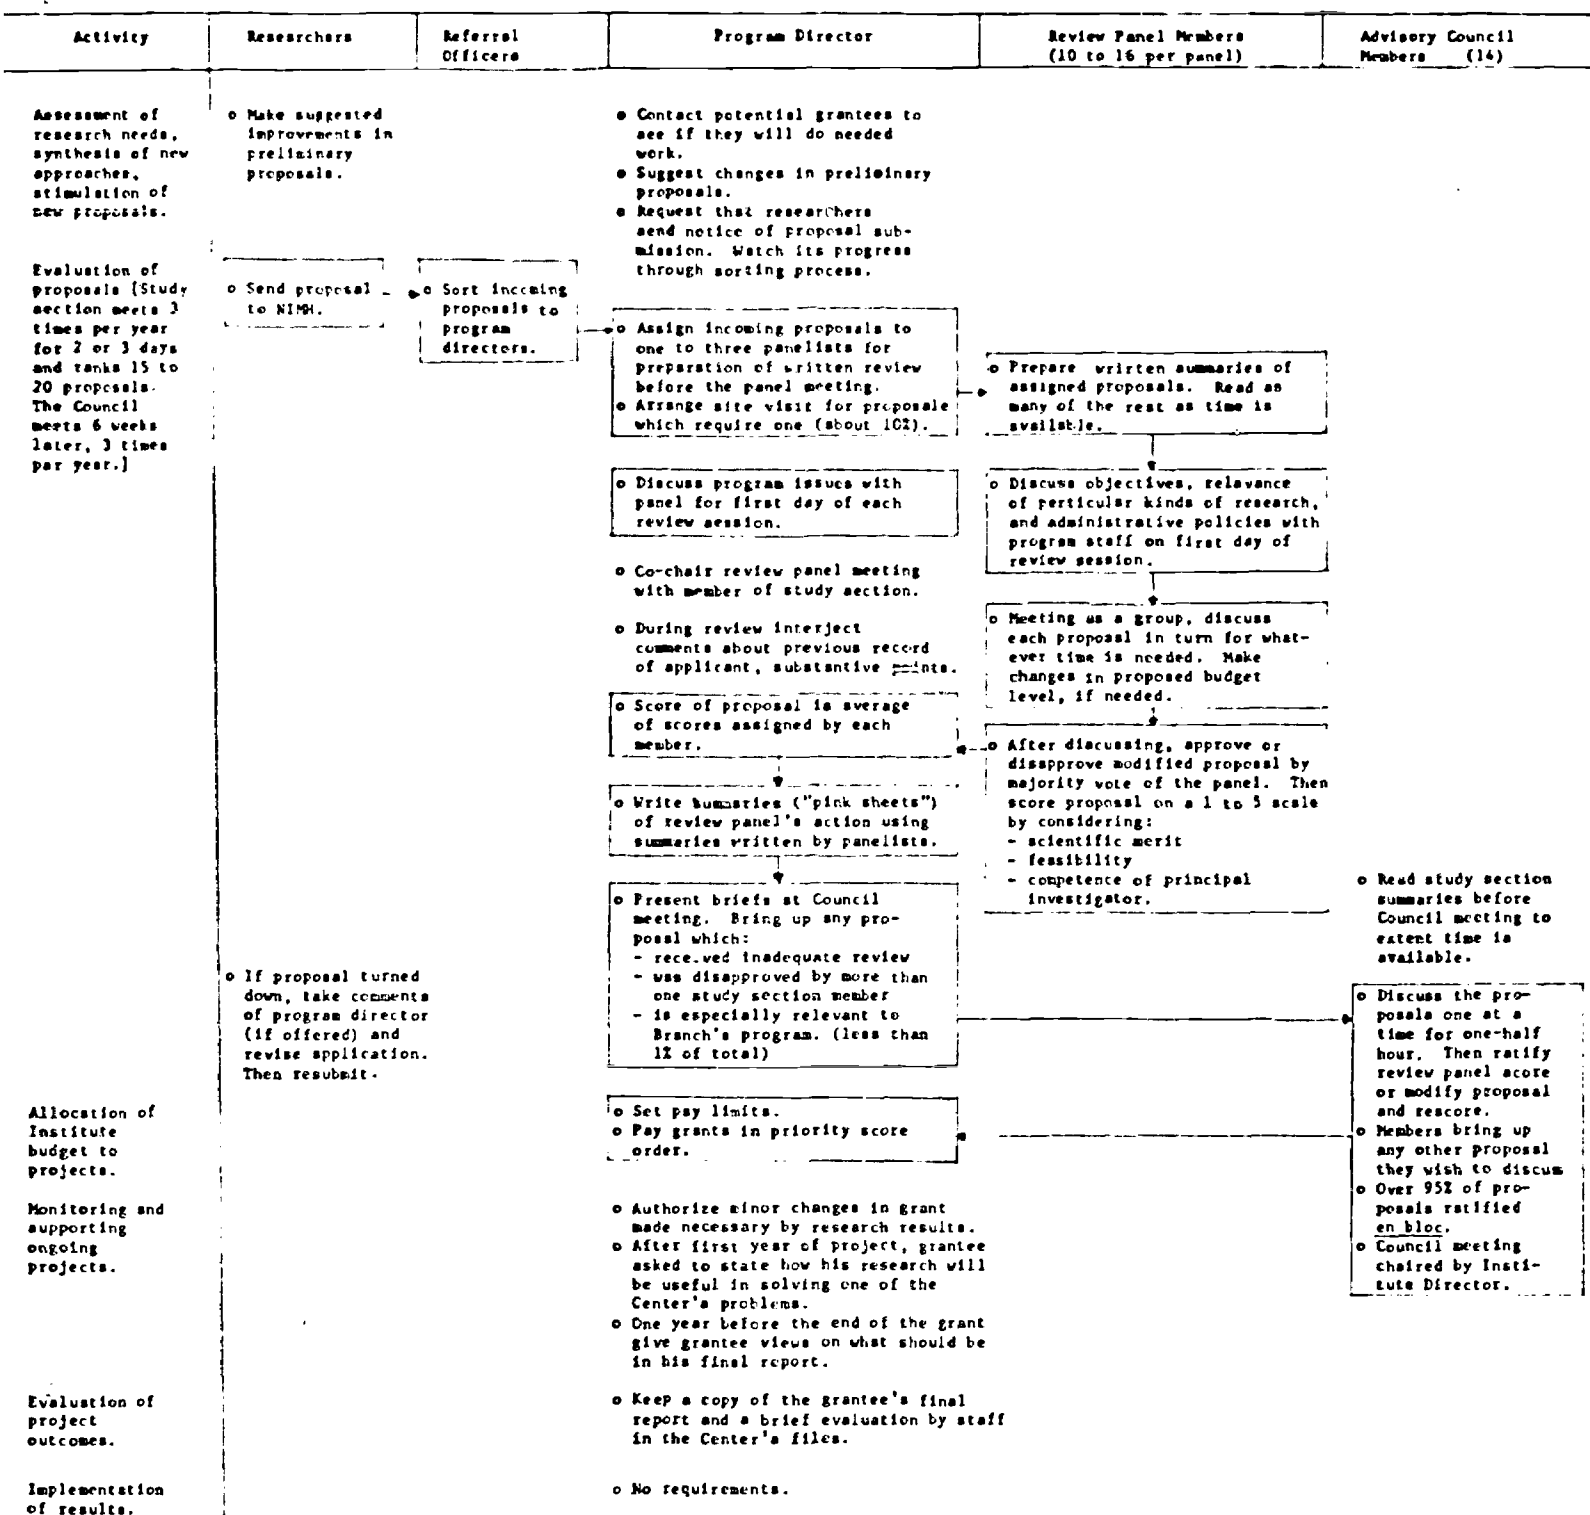 Activity
Researchers
Referral
Officers
Program Director
Review Panel Members
(10 to 16 per panel)
Advisory Council
Members (14)
Assessment of
research needs,
synthesis of new
approaches,
stimulation of
new proposals.
o Make suggested
improvements in
preliminary
proposals.
o Contact potential grantees to
see if they will do needed
work.
o Suggest changes in preliminary
proposals.
o Request that researchers
send notice of proposal sub-
mission. Watch its progress
through sorting process.
Evaluation of
proposals [Study
section meets 3
times per year
for 2 or 3 days
and ranks 15 to
20 proposals.
The Council
meets 6 weeks
later, 3 times
per year.]
o Send proposal
to NIMH.
o Sort incoming
proposals to
program
directors.
o Assign incoming proposals to
one to three panelists for
preparation of written review
before the panel meeting.
o Arrange site visit for proposals
which require one (about 10%).
o Prepare written summaries of
assigned proposals. Read as
many of the rest as time is
available.
o Discuss program issues with
panel for first day of each
review session.
o Discuss objectives, relevance
of particular kinds of research,
and administrative policies with
program staff on first day of
review session.
o Co-chair review panel meeting
with member of study section.
o During review interject
comments about previous record
of applicant, substantive points.
o Meeting as a group, discuss
each proposal in turn for what-
ever time is needed. Make
changes in proposed budget
level, if needed.
o Score of proposal is average
of scores assigned by each
member.
o After discussing, approve or
disapprove modified proposal by
majority vote of the panel. Then
score proposal on a 1 to 5 scale
by considering:
- scientific merit
- feasibility
- competence of principal
investigator.
o Write Summaries ("pink sheets")
of review panel's action using
summaries written by panelists.
o Present briefs at Council
meeting. Bring up any pro-
posal which:
- received inadequate review
- was disapproved by more than
one study section member
- is especially relevant to
Branch's program. (less than
1% of total)
o Read study section
summaries before
Council meeting to
extent time is
available.
o If proposal turned
down, take comments
of program director
(if offered) and
revise application.
Then resubmit.
o Discuss the pro-
posals one at a
time for one-half
hour. Then ratify
review panel score
or modify proposal
and rescore.
o Members bring up
any other proposal
they wish to discuss
o Over 95% of pro-
posals ratified
en bloc.
o Council meeting
chaired by Insti-
tute Director.
Allocation of
Institute
budget to
projects.
o Set pay limits.
o Pay grants in priority score
order.
Monitoring and
supporting
ongoing
projects.
o Authorize minor changes in grant
made necessary by research results.
o After first year of project, grantee
asked to state how his research will
be useful in solving one of the
Center's problems.
o One year before the end of the grant
give grantee views on what should be
in his final report.
Evaluation of
project
outcomes.
o Keep a copy of the grantee's final
report and a brief evaluation by staff
in the Center's files.
Implementation
of results.
o No requirements.